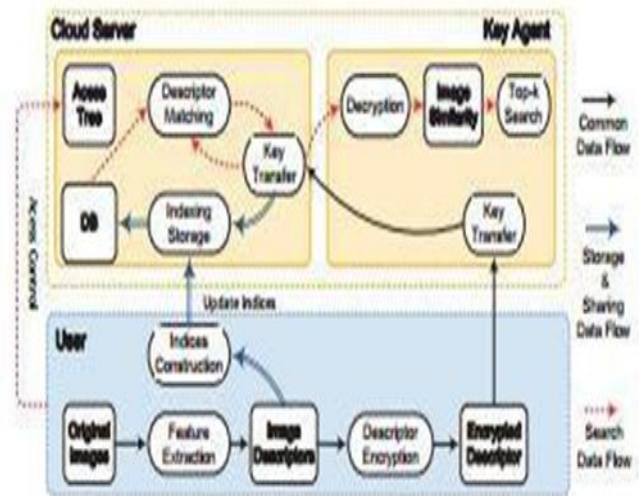 Cloud Server
Key Agent
Acess
Tree
Descriptor
Matching
Key
Transfer
DB
Indexing
Storage
Decryption
Image
Similarity
Top-k
Search
Key
Transfer
Common
Data Flow
Storage
&
Sharing
Data Flow
Search
Data Flow
Access Control
Update Indices
User
Indices
Construction
Original
Images
Feature
Extraction
Image
Descriptors
Descriptor
Encryption
Encrypted
Descriptor